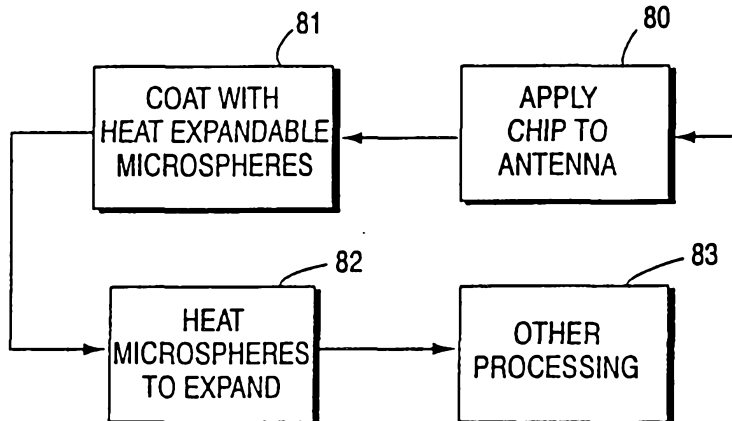 81
COAT WITH
HEAT EXPANDABLE
MICROSPHERES
80
APPLY
CHIP TO
ANTENNA
82
HEAT
MICROSPHERES
TO EXPAND
83
OTHER
PROCESSING